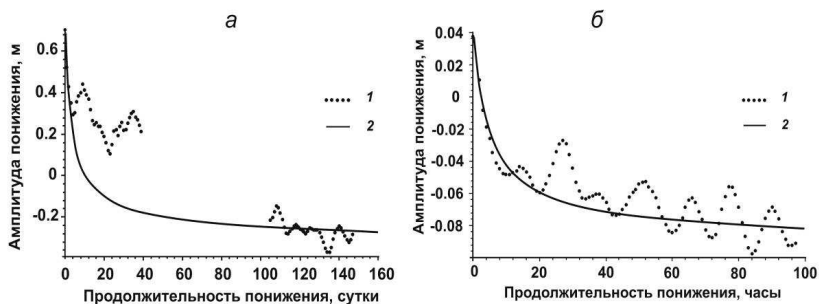 а
Амплитуда понижения, м
0.6
0.4
0.2
0
-0.2
1
2
0 20 40 60 80 100 120 140 160
Продолжительность понижения, сутки
б
Амплитуда понижения, м
0.04
0.02
0
-0.02
-0.04
-0.06
-0.08
1
2
0 20 40 60 80 100
Продолжительность понижения, часы